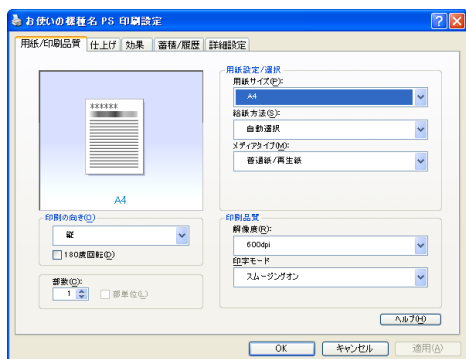 お使いの機種名 PS 印刷設定
用紙/印刷品質 仕上げ 効果 蓄積/履歴 詳細設定
******
A4
印刷の向き(O)
縦
180度回転(D)
部数(C):
1
部単位(L)
用紙設定/選択
用紙サイズ(P):
A4
給紙方法(S):
自動選択
メディアタイプ(M):
普通紙/再生紙
印刷品質
解像度(R):
600dpi
印字モード
スムージングオン
ヘルプ(H)
OK キャンセル 適用(A)